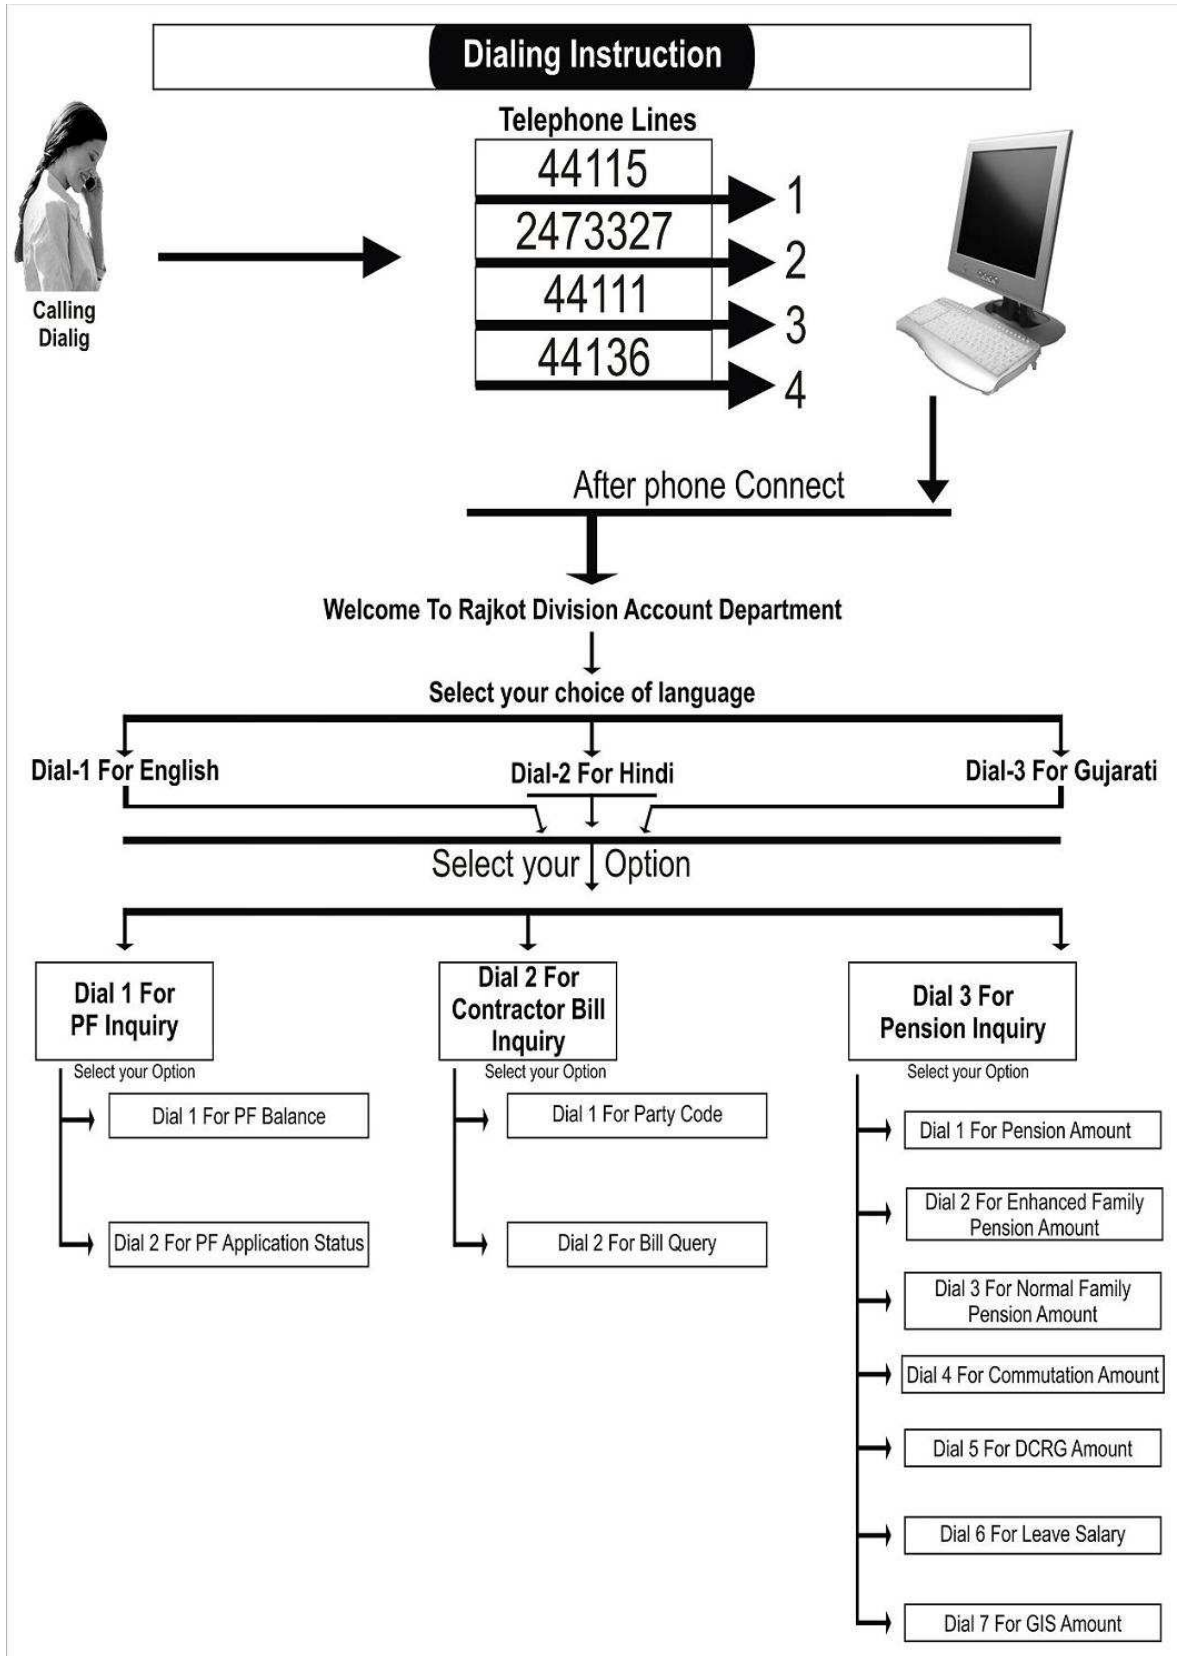 Dialing Instruction
Telephone Lines
44115
1
2473327
2
44111
3
44136
4
Calling
Dialig
After phone Connect
Welcome To Rajkot Division Account Department
Select your choice of language
Dial-1 For English
Dial-2 For Hindi
Dial-3 For Gujarati
Select your Option
Dial 1 For
PF Inquiry
Select your Option
Dial 1 For PF Balance
Dial 2 For PF Application Status
Dial 2 For
Contractor Bill
Inquiry
Select your Option
Dial 1 For Party Code
Dial 2 For Bill Query
Dial 3 For
Pension Inquiry
Select your Option
Dial 1 For Pension Amount
Dial 2 For Enhanced Family
Pension Amount
Dial 3 For Normal Family
Pension Amount
Dial 4 For Commutation Amount
Dial 5 For DCRG Amount
Dial 6 For Leave Salary
Dial 7 For GIS Amount